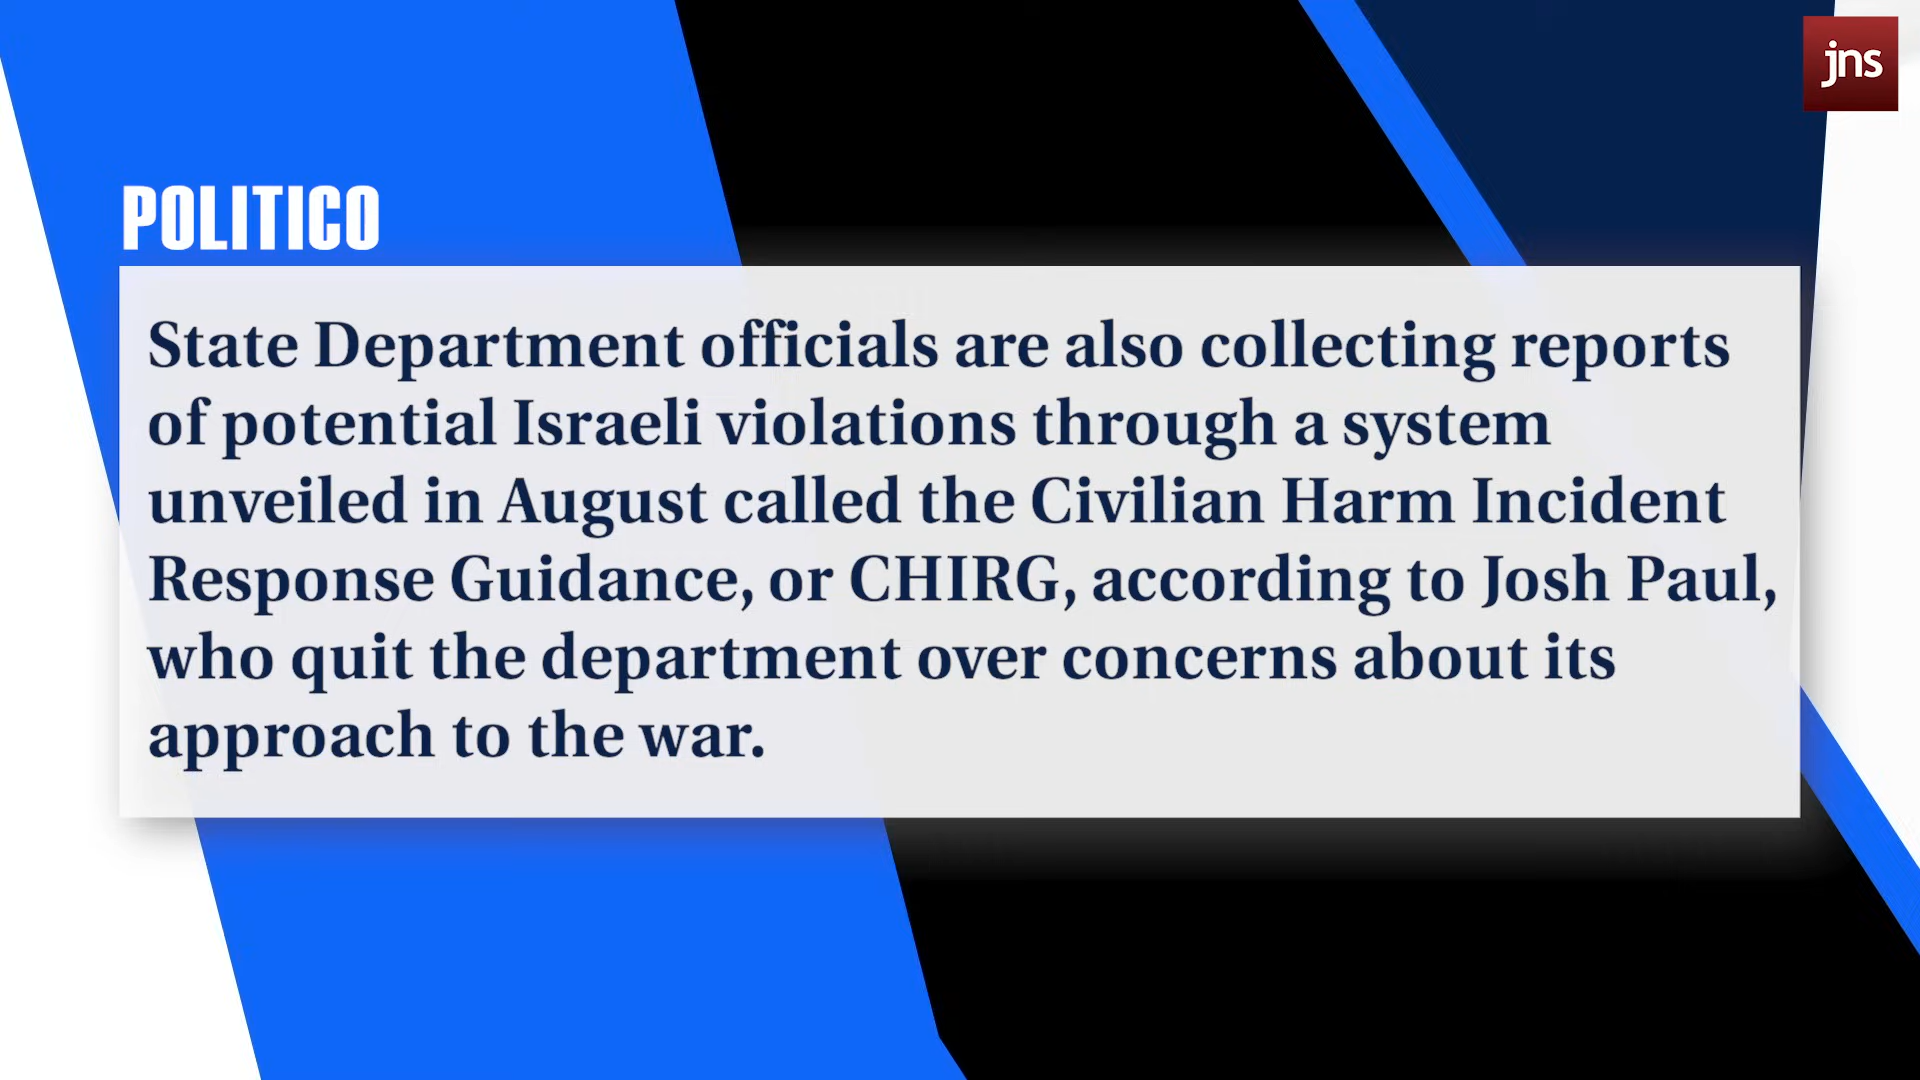 jns
POLITICO
State Department officials are also collecting reports
of potential Israeli violations through a system
unveiled in August called the Civilian Harm Incident
Response Guidance, or CHIRG, according to Josh Paul,
who quit the department over concerns about its
approach to the war.